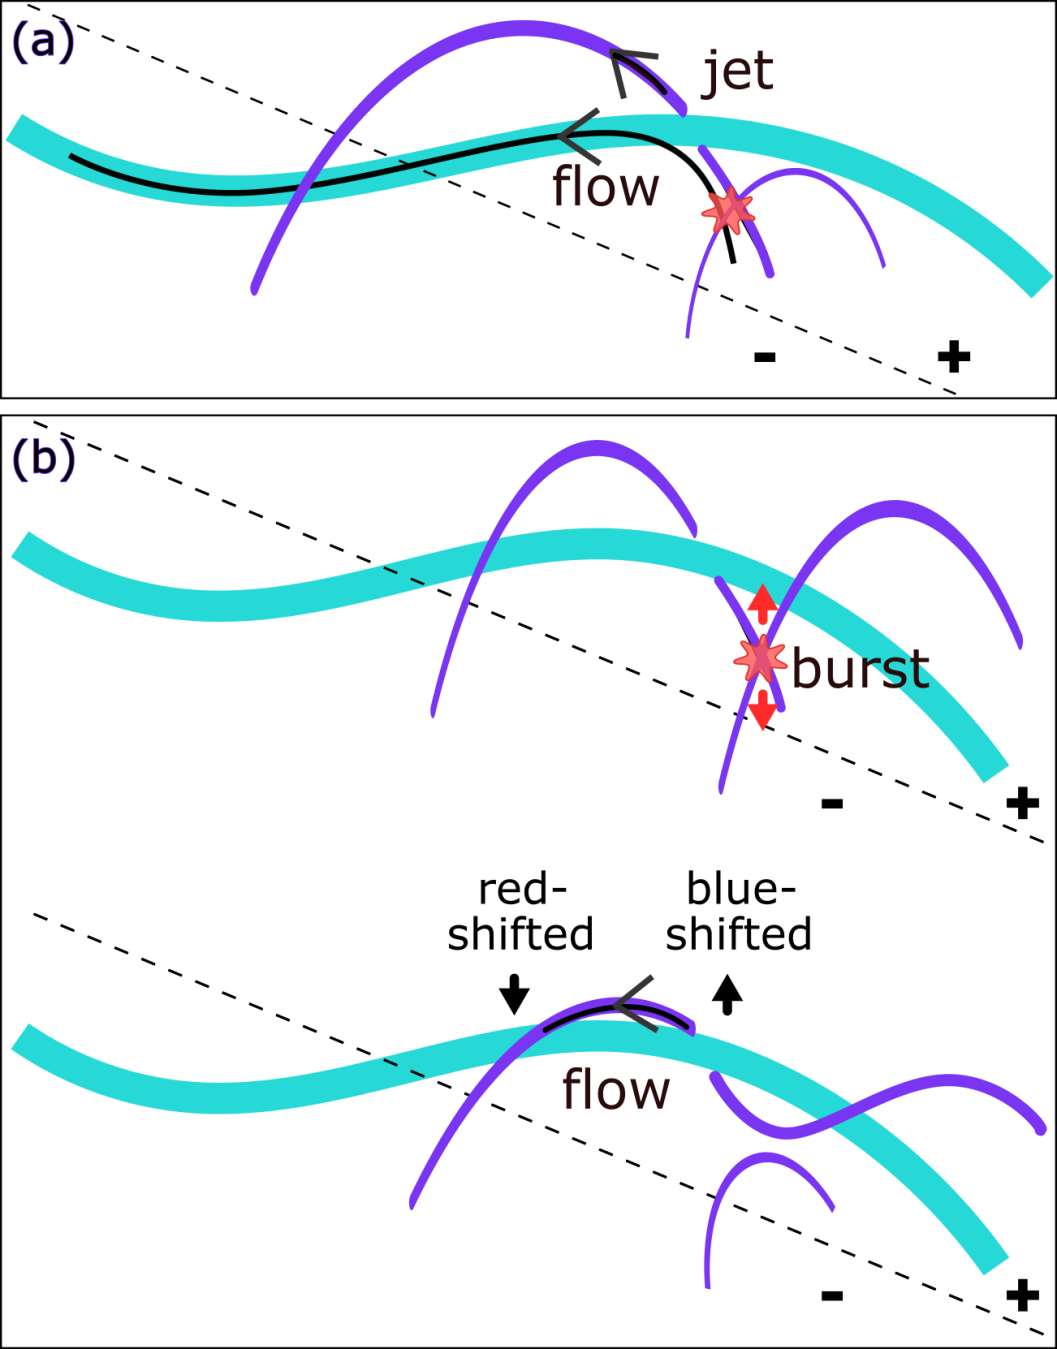 (a)
jet
flow
- +
(b)
burst
- +
red-
shifted
blue-
shifted
flow
- +